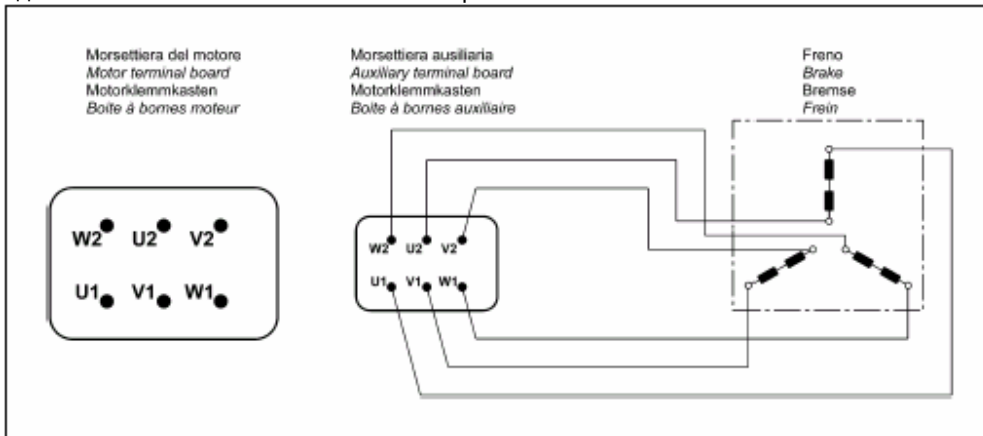 Morsettiera del motore
Motor terminal board
Motorklemmkasten
Boite à bornes moteur
Morsettiera ausiliaria
Auxiliary terminal board
Motorklemmkasten
Boite à bornes auxiliaire
Freno
Brake
Bremse
Frein
W2 U2 V2
U1 V1 W1
W2 U2 V2
U1 V1 W1